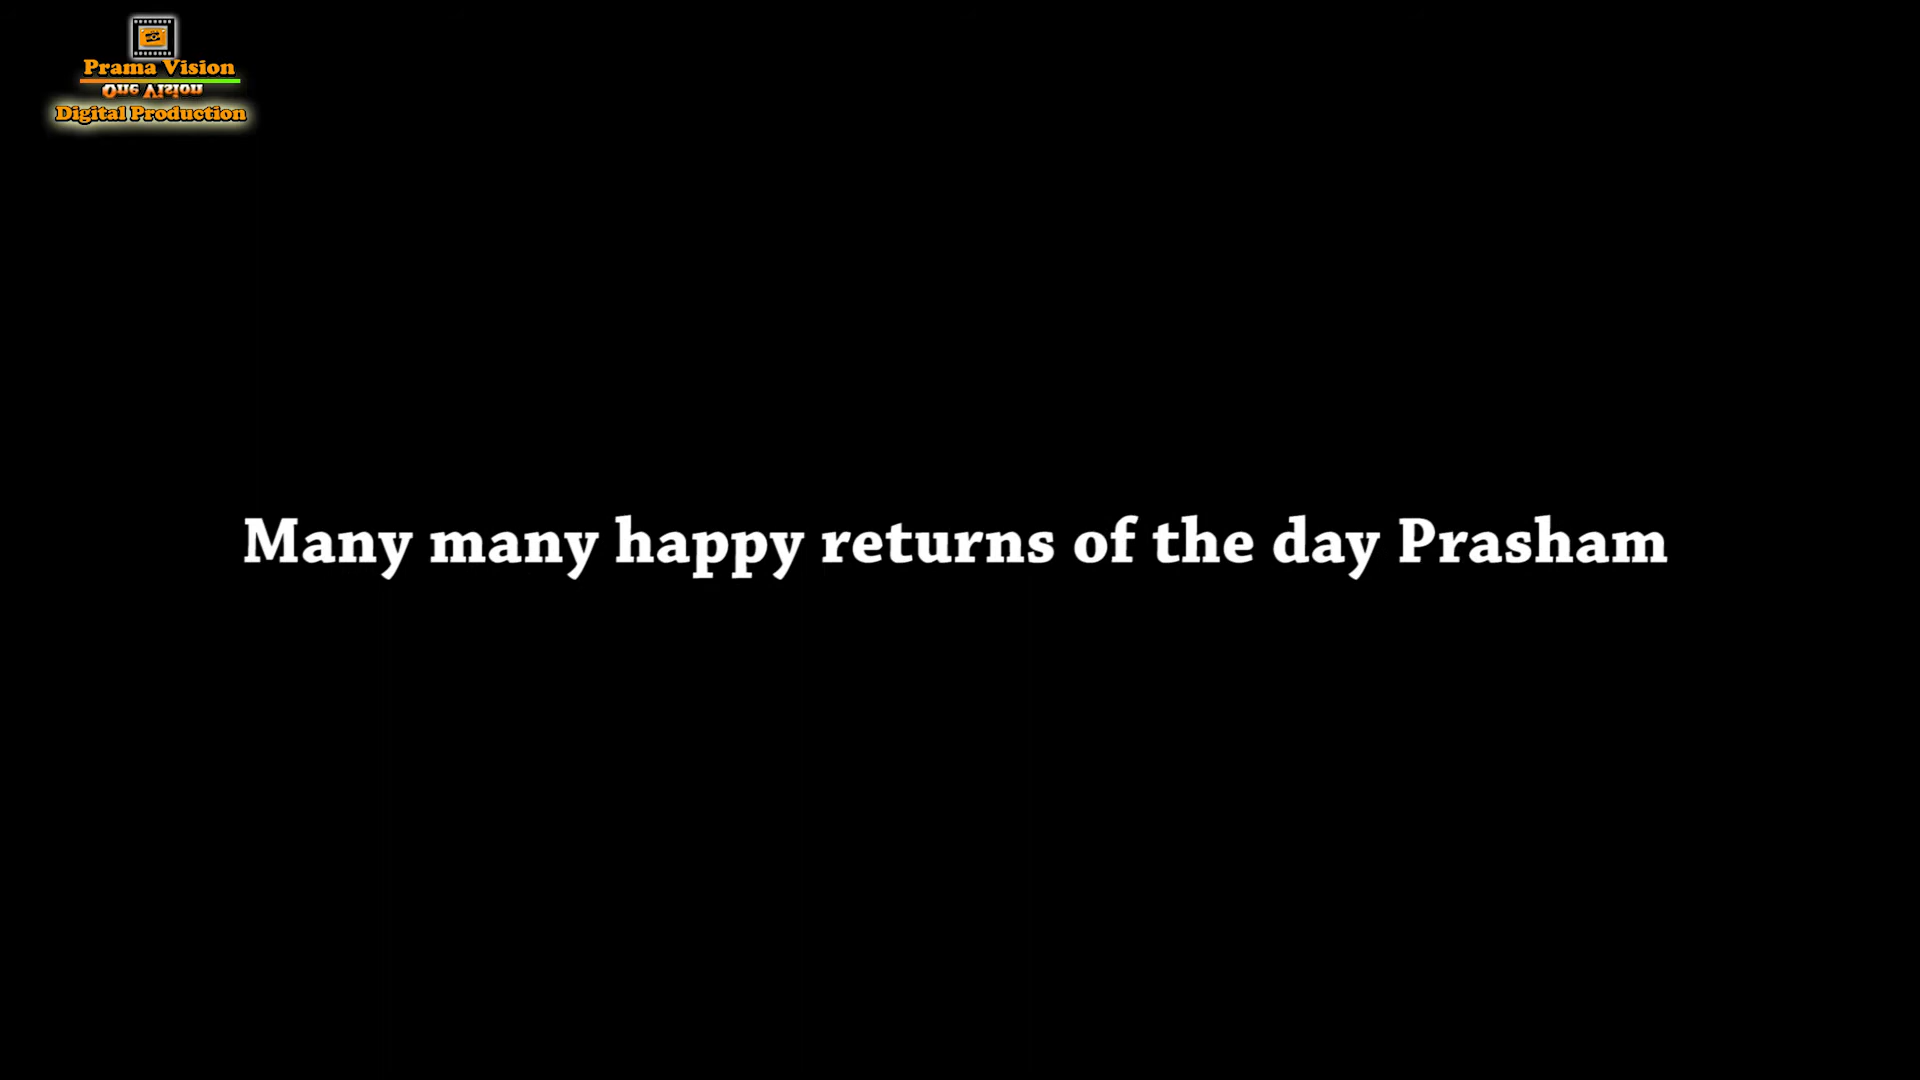 Prama Vision
One Vision
Digital Production
Many many happy returns of the day Prasham